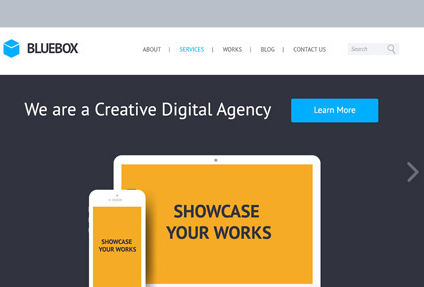 BLUEBOX
ABOUT | SERVICES | WORKS | BLOG | CONTACT US
Search
We are a Creative Digital Agency
Learn More
SHOWCASE
YOUR WORKS
SHOWCASE
YOUR WORKS